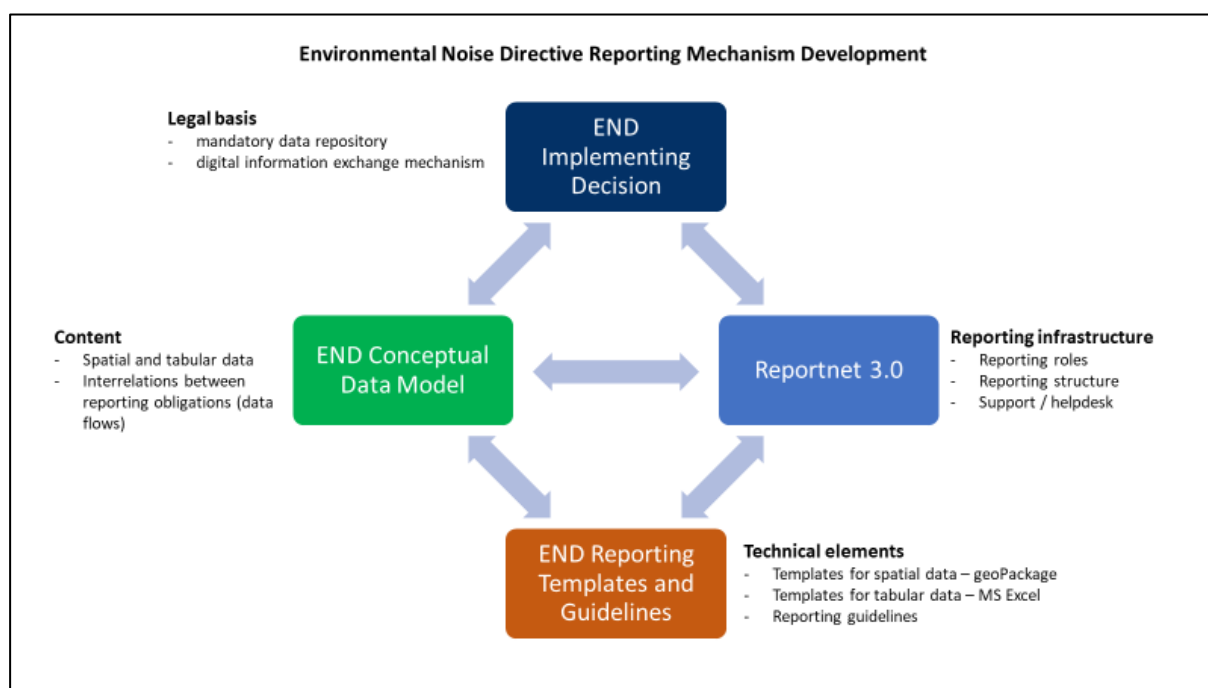 Environmental Noise Directive Reporting Mechanism Development
Legal basis
- mandatory data repository
- digital information exchange mechanism
END
Implementing
Decision
Content
- Spatial and tabular data
- Interrelations between
reporting obligations (data
flows)
END Conceptual
Data Model
Reportnet 3.0
Reporting infrastructure
- Reporting roles
- Reporting structure
- Support / helpdesk
END Reporting
Templates and
Guidelines
Technical elements
- Templates for spatial data – geoPackage
- Templates for tabular data – MS Excel
- Reporting guidelines